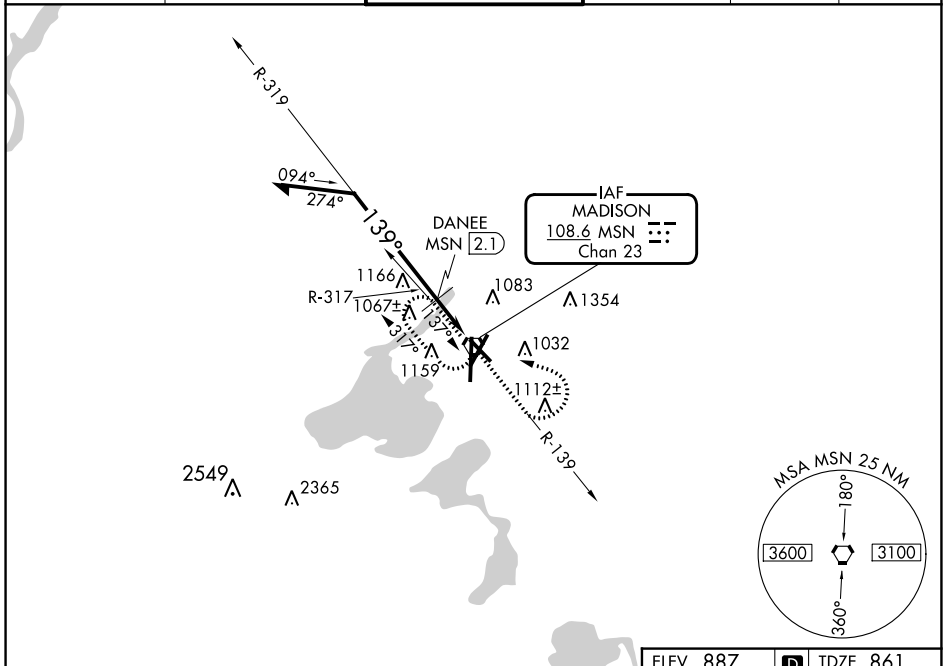 R-319
094°
274°
139°
DANEE
MSN 2.1
IAF
MADISON
108.6 MSN
Chan 23
1166
1083
1354
R-317
1067±
137°
317°
1159
1032
1112±
R-139
2549
2365
MSA MSN 25 NM
180°
3600
3100
360°
ELEV 887 D TDZE 861